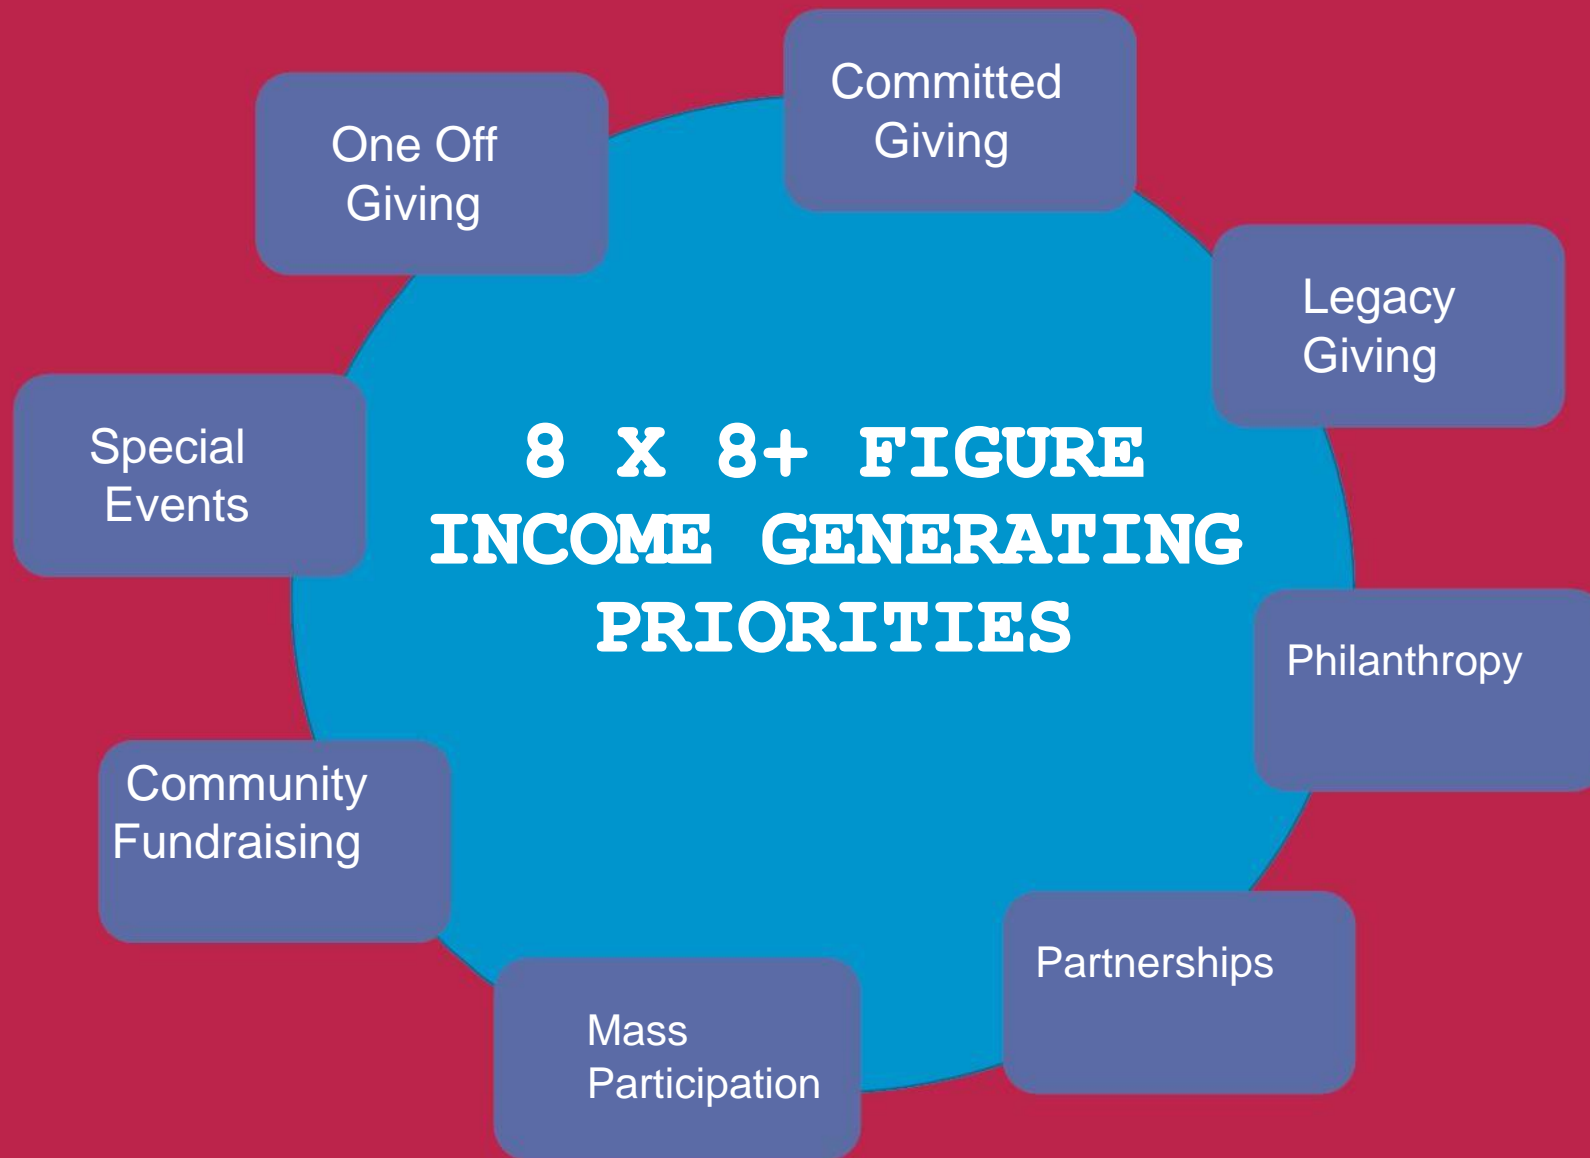 Committed
Giving
One Off
Giving
Legacy
Giving
Special
Events
8 X 8+ FIGURE
INCOME GENERATING
PRIORITIES
Philanthropy
Community
Fundraising
Partnerships
Mass
Participation